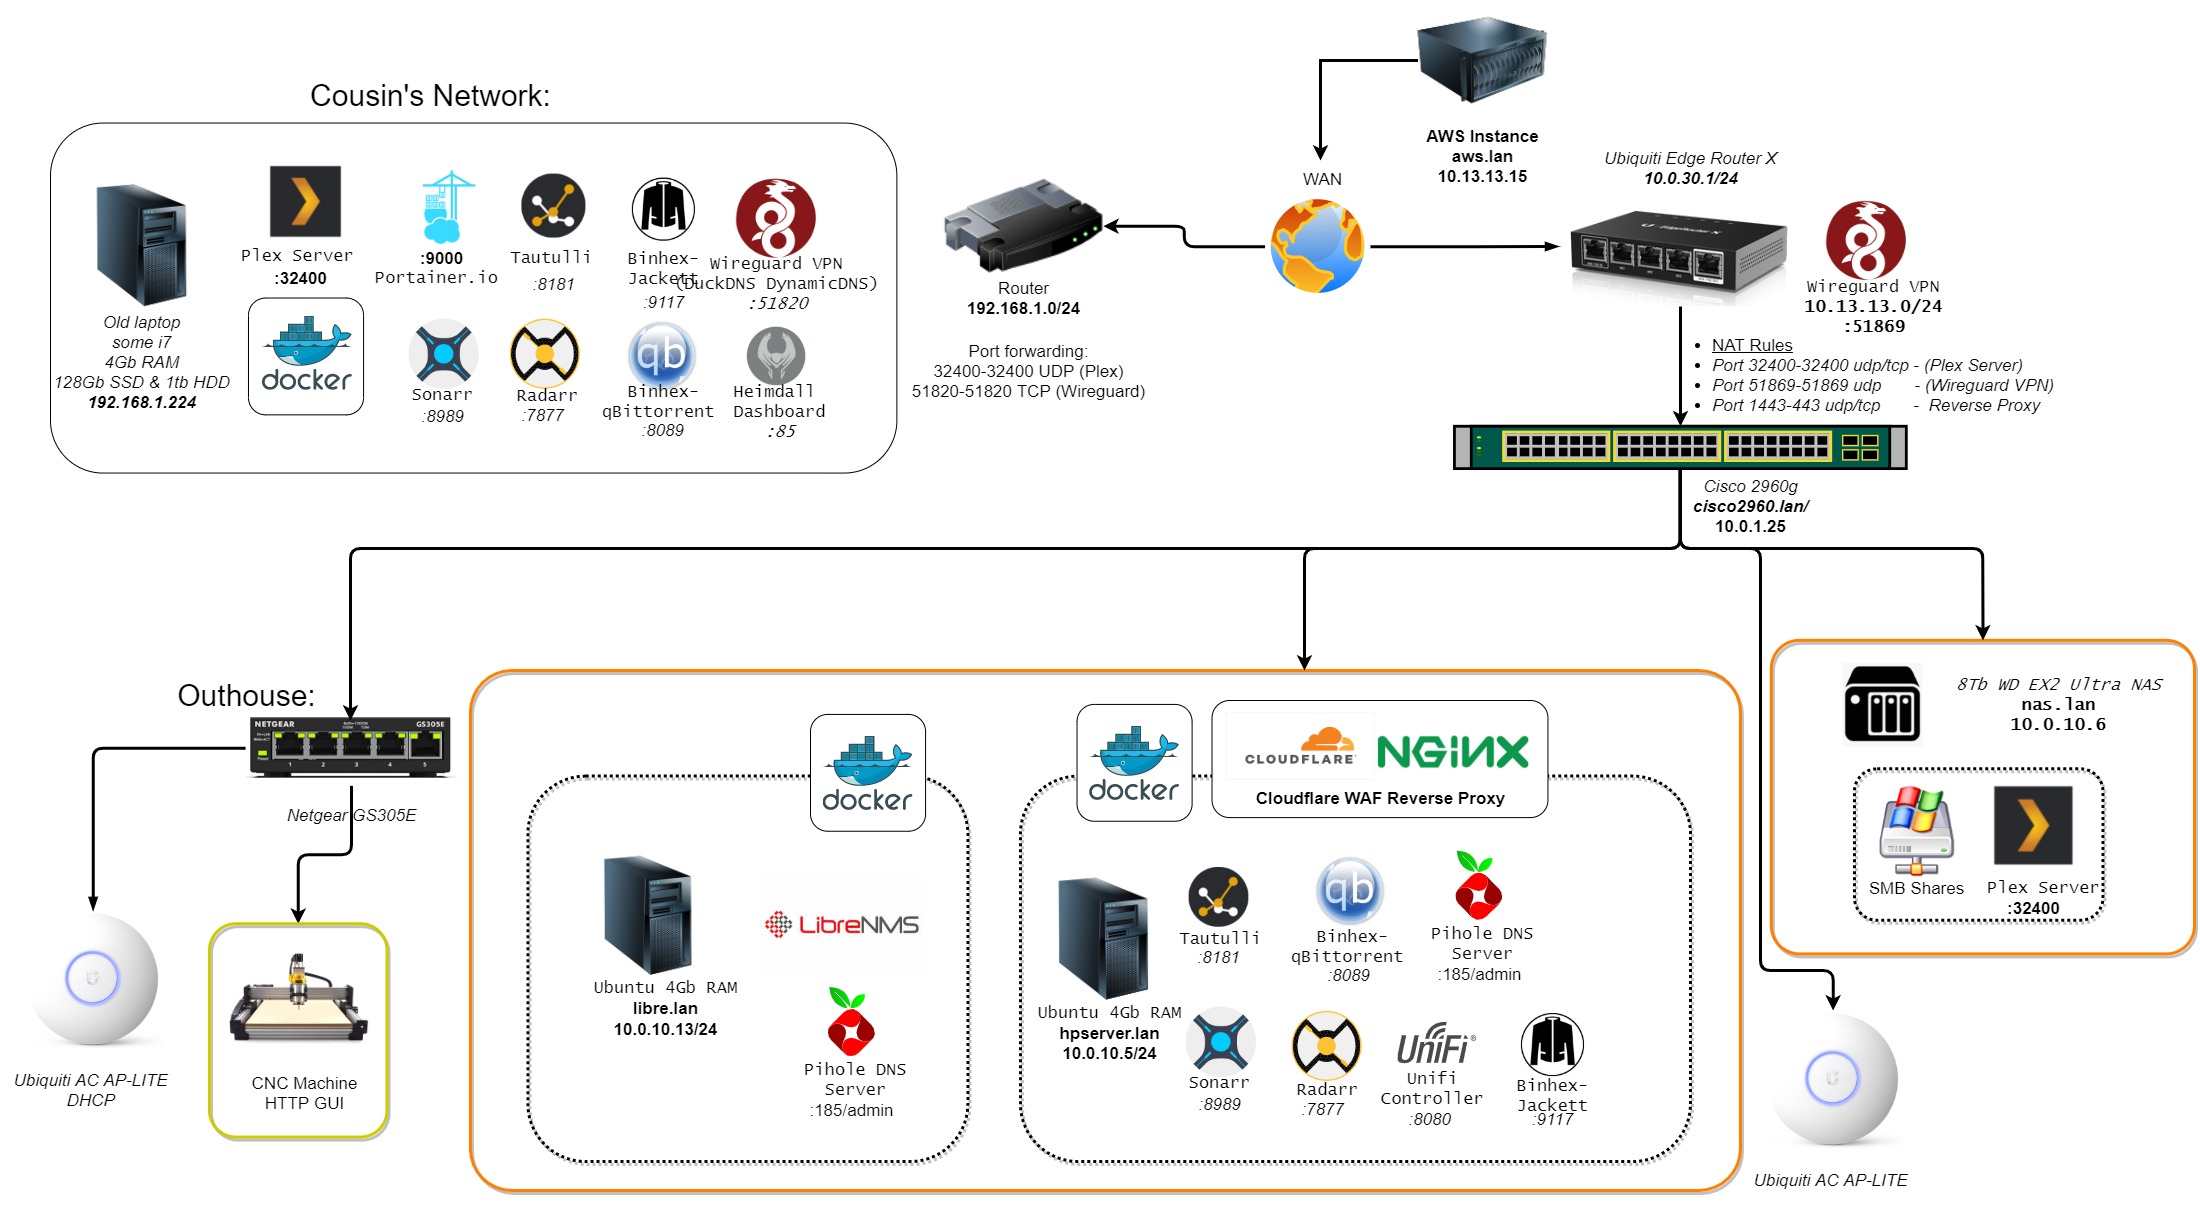 Cousin's Network:
Plex Server
:32400
:9000
Portainer.io
Tautulli
:8181
Binhex-
Jackett
:9117
Wireguard VPN
(DuckDNS DynamicDNS)
:51820
Old laptop
some i7
4Gb RAM
128Gb SSD & 1tb HDD
192.168.1.224
docker
Sonarr
:8989
Radarr
:7877
qb
Binhex-
qBittorrent
:8089
Heimdall
Dashboard
:85
Router
192.168.1.0/24
Port forwarding:
32400-32400 UDP (Plex)
51820-51820 TCP (Wireguard)
WAN
AWS Instance
aws.lan
10.13.13.15
Ubiquiti Edge Router X
10.0.30.1/24
EdgeRouter X
Wireguard VPN
10.13.13.0/24
:51869
NAT Rules
Port 32400-32400 udp/tcp - (Plex Server)
Port 51869-51869 udp - (Wireguard VPN)
Port 1443-443 udp/tcp - Reverse Proxy
Cisco 2960g
cisco2960.lan/
10.0.1.25
Outhouse:
NETGEAR
GS305E
1 2 3 4 5
Netgear GS305E
Ubiquiti AC AP-LITE
DHCP
CNC Machine
HTTP GUI
docker
Ubuntu 4Gb RAM
libre.lan
10.0.10.13/24
LibreNMS
Pihole DNS
Server
:185/admin
docker
CLOUDFLARE
NGINX
Cloudflare WAF Reverse Proxy
Ubuntu 4Gb RAM
hpserver.lan
10.0.10.5/24
Tautulli
:8181
qb
Binhex-
qBittorrent
:8089
Pihole DNS
Server
:185/admin
Sonarr
:8989
Radarr
:7877
UniFi
Unifi
Controller
:8080
Binhex-
Jackett
:9117
8Tb WD EX2 Ultra NAS
nas.lan
10.0.10.6
SMB Shares
Plex Server
:32400
Ubiquiti AC AP-LITE